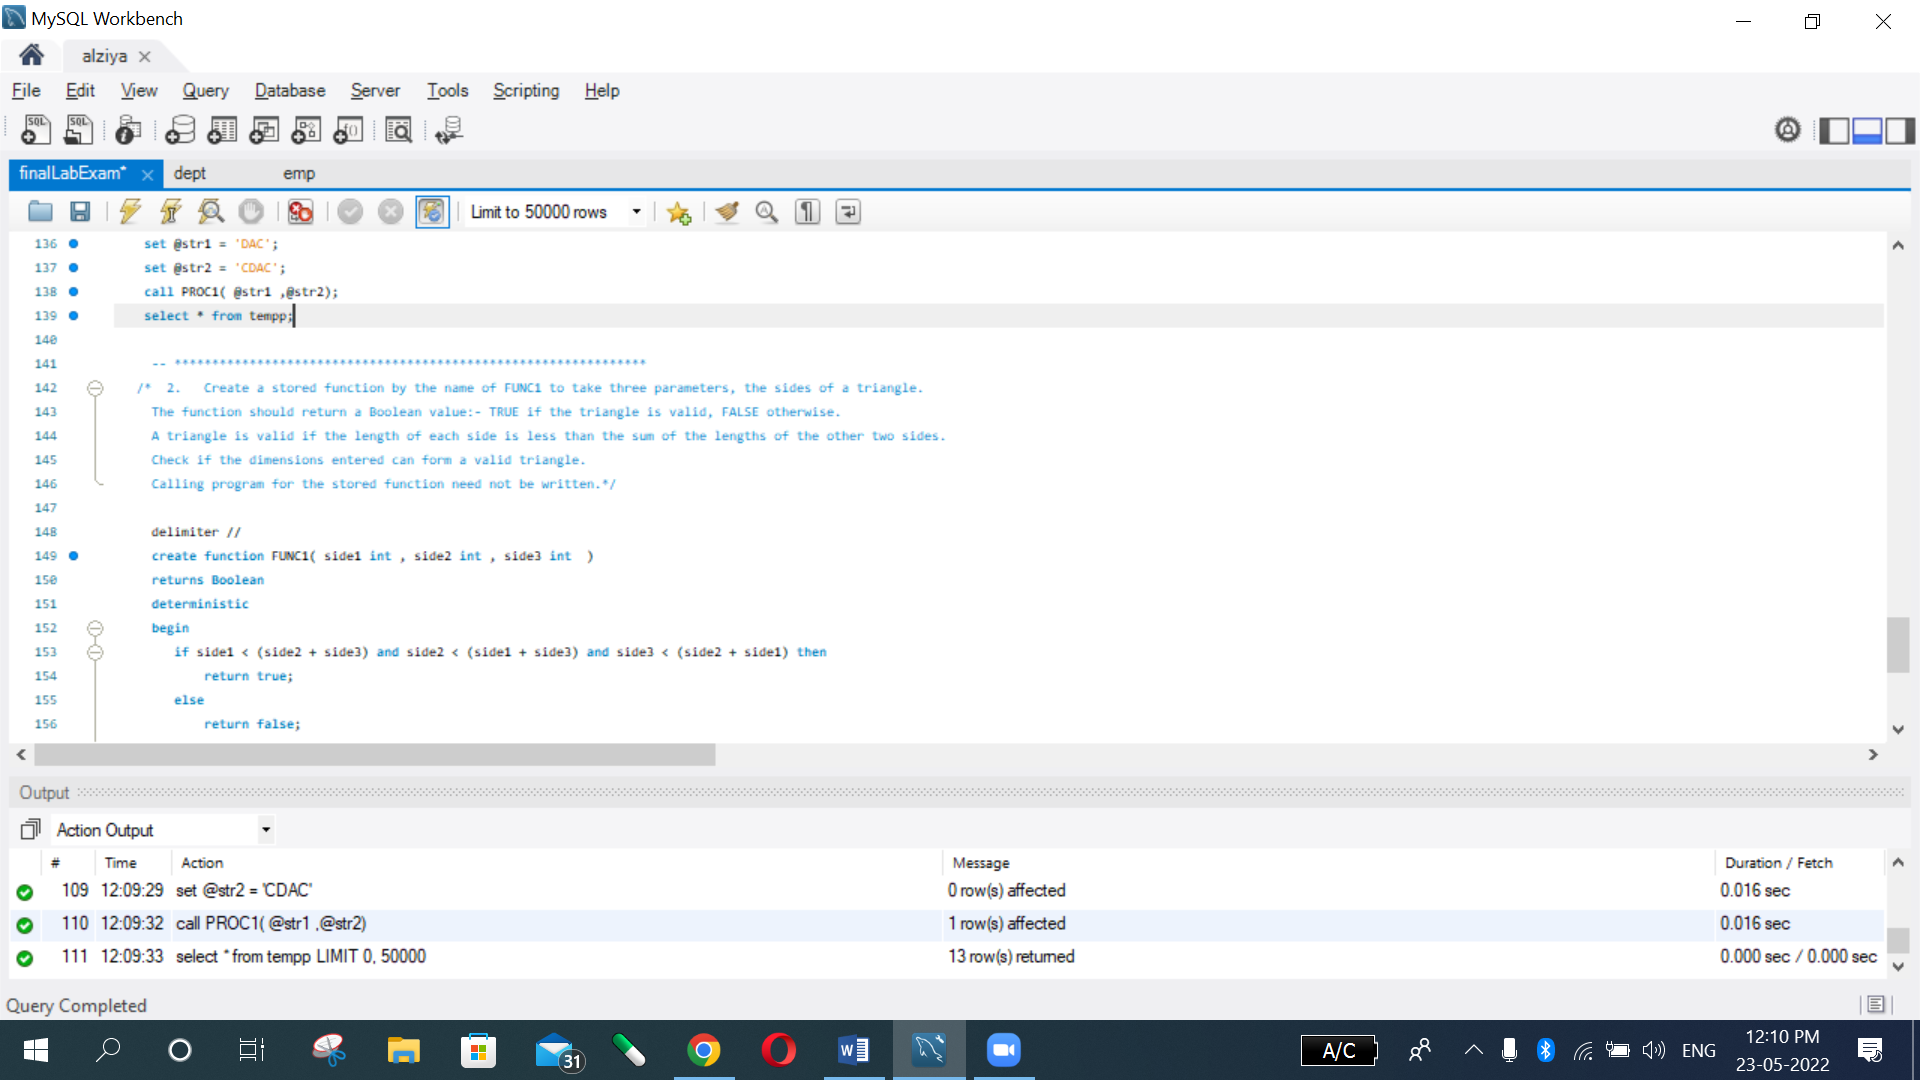 MySQL Workbench
alziya
File Edit View Query Database Server Tools Scripting Help
finalLabExam* dept emp
Limit to 50000 rows
136 set @str1 = 'DAC';
137 set @str2 = 'CDAC';
138 call PROC1( @str1 ,@str2);
139 select * from tempp;
140
141 -- ***************************************************************
142 /* 2. Create a stored function by the name of FUNC1 to take three parameters, the sides of a triangle.
143 The function should return a Boolean value:- TRUE if the triangle is valid, FALSE otherwise.
144 A triangle is valid if the length of each side is less than the sum of the lengths of the other two sides.
145 Check if the dimensions entered can form a valid triangle.
146 Calling program for the stored function need not be written.*/
147
148 delimiter //
149 create function FUNC1( side1 int , side2 int , side3 int )
150 returns Boolean
151 deterministic
152 begin
153 if side1 < (side2 + side3) and side2 < (side1 + side3) and side3 < (side2 + side1) then
154 return true;
155 else
156 return false;
Output
Action Output
# Time Action Message Duration / Fetch
109 12:09:29 set @str2 = 'CDAC' 0 row(s) affected 0.016 sec
110 12:09:32 call PROC1( @str1 ,@str2) 1 row(s) affected 0.016 sec
111 12:09:33 select * from tempp LIMIT 0, 50000 13 row(s) returned 0.000 sec / 0.000 sec
Query Completed
31
A/C
ENG
12:10 PM
23-05-2022